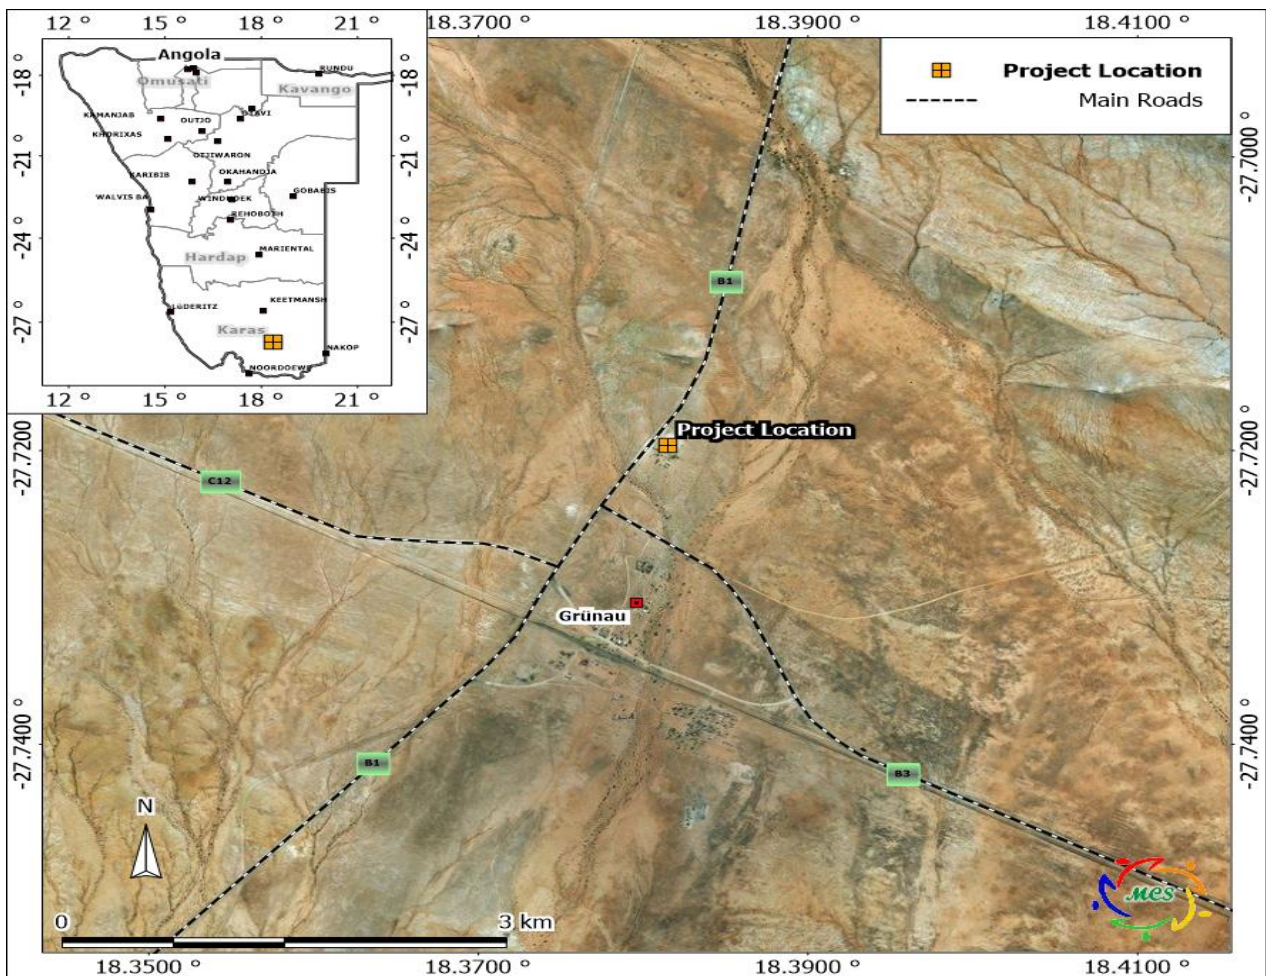 18.3700 °
18.3900 °
18.4100 °
12 °
15 °
18 °
21 °
Angola
RUNDU
Omusati
Kavango
KAMANJAB
OUTJO
OTAVI
KHORIXAS
OTJIWARON
KARIBIB
OKAHANDJA
WALVIS BA
WINDHOEK
GOBABIS
REHOBOTH
MARIENTAL
Hardap
LüDERITZ
KEETMANSH
Karas
NAKOP
NOORDOEWE
-18 °
-21 °
-24 °
-27 °
-18 °
-21 °
-24 °
-27 °
12 °
15 °
18 °
21 °
Project Location
Main Roads
-27.7000 °
B1
Project Location
-27.7200 °
-27.7200 °
C12
Grünau
-27.7400 °
-27.7400 °
B1
B3
N
MCS
0
3 km
18.3500 °
18.3700 °
18.3900 °
18.4100 °